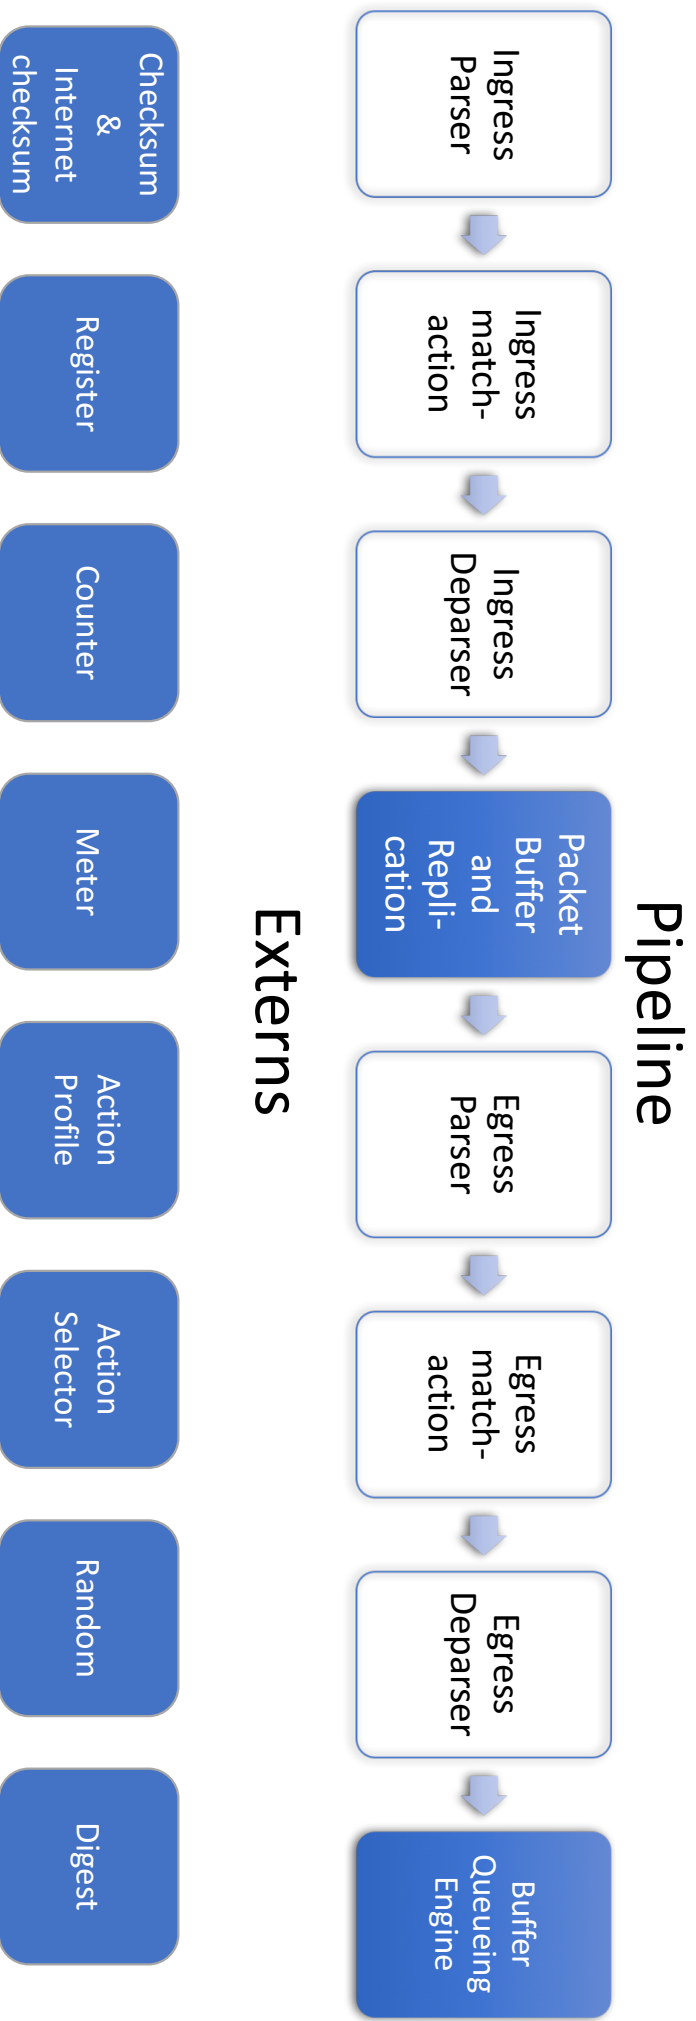 Pipeline
Ingress
Parser
Ingress
match-
action
Ingress
Deparser
Packet
Buffer
and
Repli-
cation
Egress
Parser
Egress
match-
action
Egress
Deparser
Buffer
Queueing
Engine
Externs
Checksum
&
Internet
checksum
Register
Counter
Meter
Action
Profile
Action
Selector
Random
Digest